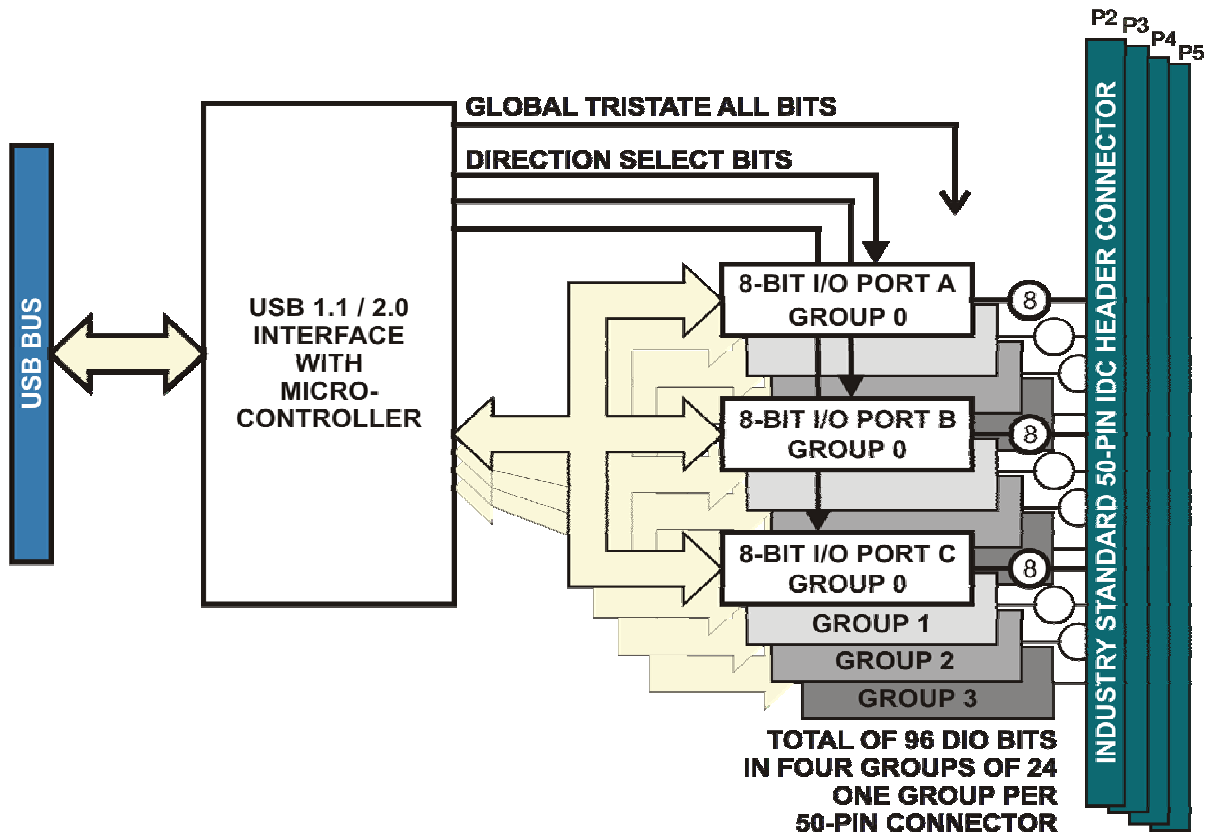 P2
P3
P4
P5
GLOBAL TRISTATE ALL BITS
DIRECTION SELECT BITS
USB BUS
USB 1.1 / 2.0
INTERFACE
WITH
MICRO-
CONTROLLER
8-BIT I/O PORT A
GROUP 0
8
8-BIT I/O PORT B
GROUP 0
8
8-BIT I/O PORT C
GROUP 0
8
GROUP 1
GROUP 2
GROUP 3
INDUSTRY STANDARD 50-PIN IDC HEADER CONNECTOR
TOTAL OF 96 DIO BITS
IN FOUR GROUPS OF 24
ONE GROUP PER
50-PIN CONNECTOR